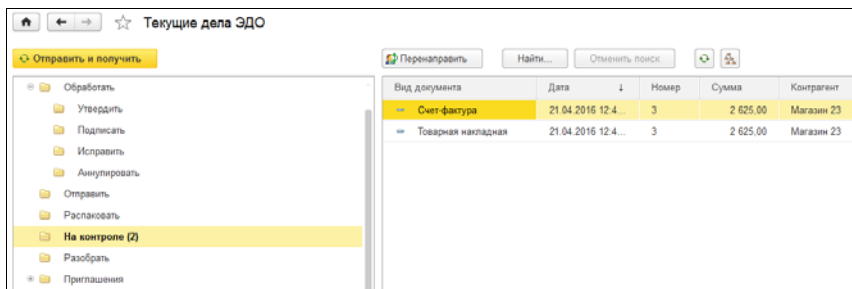 Текущие дела ЭДО
Отправить и получить
Перенаправить Найти... Отменить поиск
Обработать
Утвердить
Подписать
Исправить
Аннулировать
Отправить
Распаковать
На контроле (2)
Разобрать
Приглашения
Вид документа Дата ↓ Номер Сумма Контрагент
Счет-фактура 21.04.2016 12:4... 3 2 625,00 Магазин 23
Товарная накладная 21.04.2016 12:4... 3 2 625,00 Магазин 23